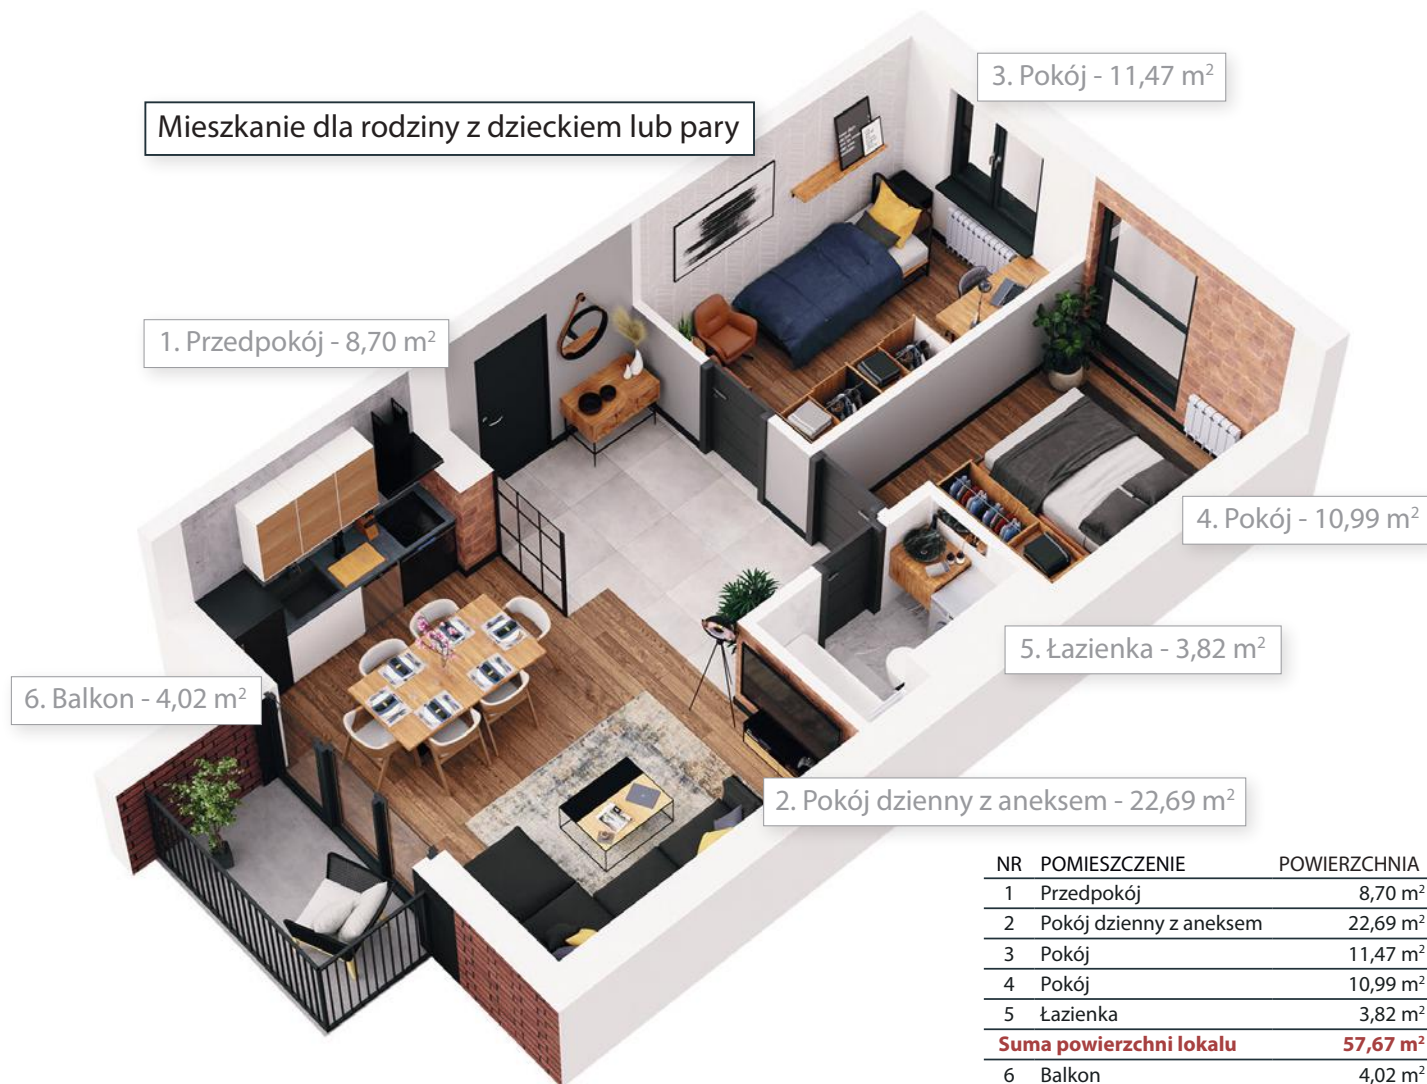 3. Pokój - 11,47 m²
Mieszkanie dla rodziny z dzieckiem lub pary
1. Przedpokój - 8,70 m²
4. Pokój - 10,99 m²
5. Łazienka - 3,82 m²
6. Balkon - 4,02 m²
2. Pokój dzienny z aneksem - 22,69 m²
NR POMIESZCZENIE POWIERZCHNIA
1 Przedpokój 8,70 m²
2 Pokój dzienny z aneksem 22,69 m²
3 Pokój 11,47 m²
4 Pokój 10,99 m²
5 Łazienka 3,82 m²
Suma powierzchni lokalu 57,67 m²
6 Balkon 4,02 m²